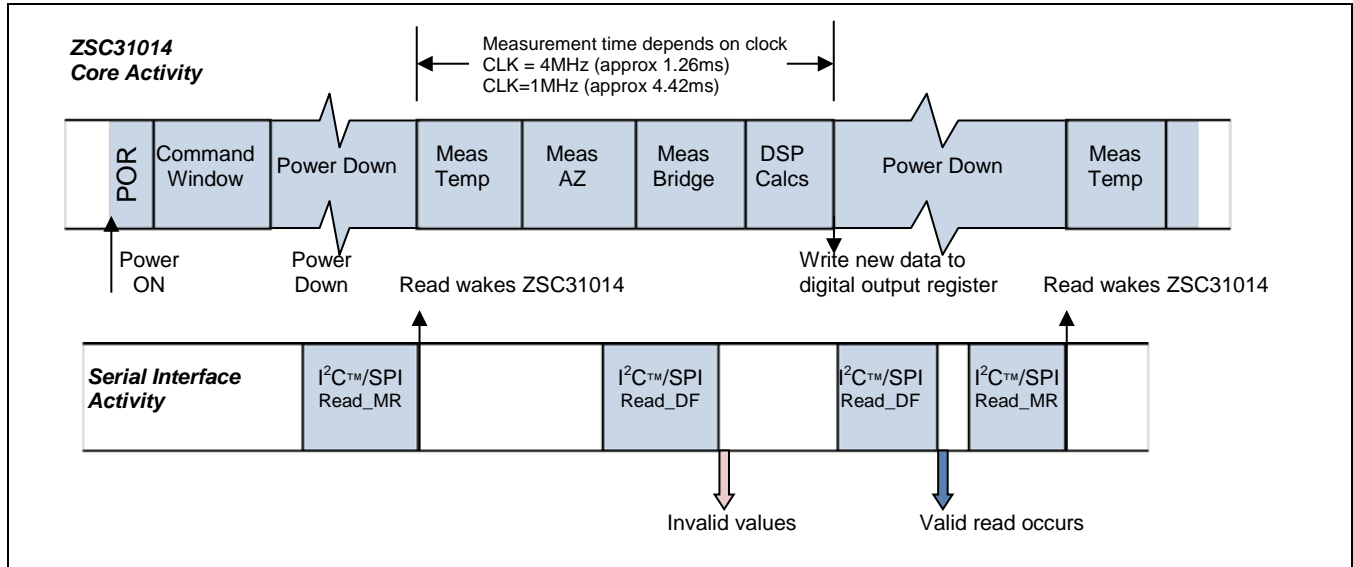 ZSC31014
Core Activity
Measurement time depends on clock
CLK = 4MHz (approx 1.26ms)
CLK=1MHz (approx 4.42ms)
POR
Command
Window
Power Down
Meas
Temp
Meas
AZ
Meas
Bridge
DSP
Calcs
Power Down
Meas
Temp
Power
ON
Power
Down
Read wakes ZSC31014
Write new data to
digital output register
Read wakes ZSC31014
Serial Interface
Activity
I²C™/SPI
Read_MR
I²C™/SPI
Read_DF
I²C™/SPI
Read_DF
I²C™/SPI
Read_MR
Invalid values
Valid read occurs